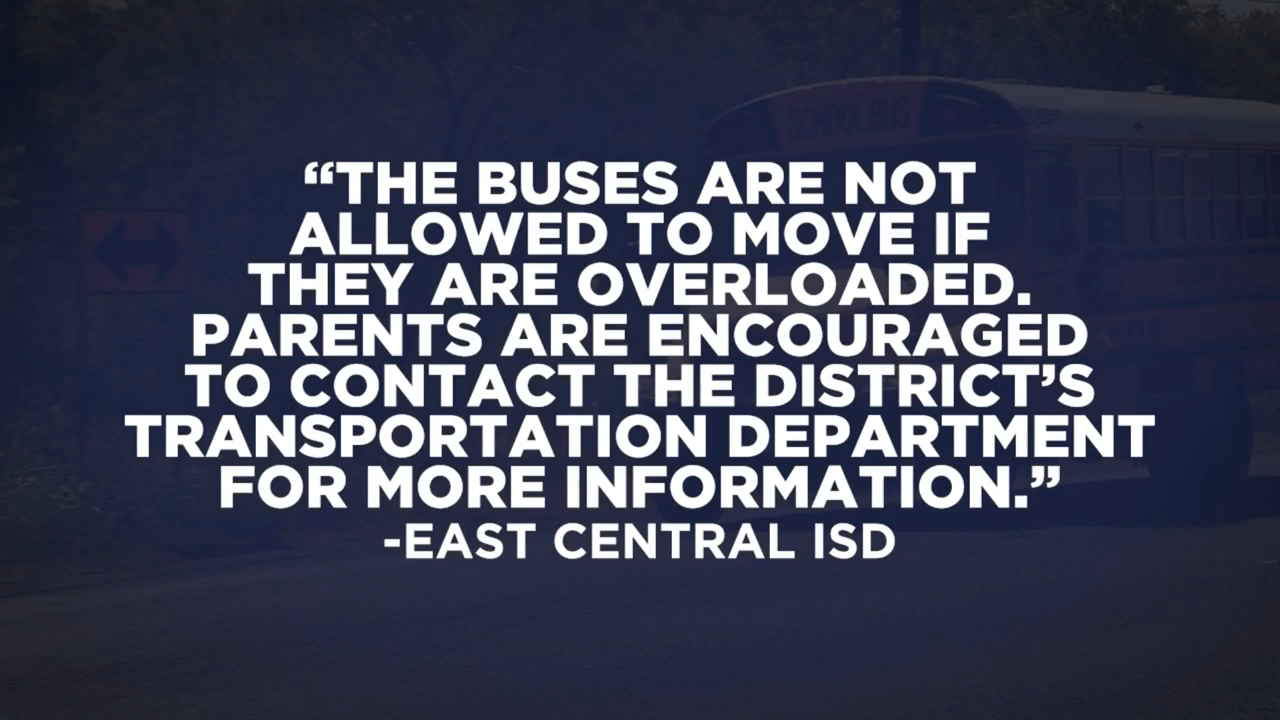 SCHOOL BUS
“THE BUSES ARE NOT
ALLOWED TO MOVE IF
THEY ARE OVERLOADED.
PARENTS ARE ENCOURAGED
TO CONTACT THE DISTRICT’S
TRANSPORTATION DEPARTMENT
FOR MORE INFORMATION.”
-EAST CENTRAL ISD